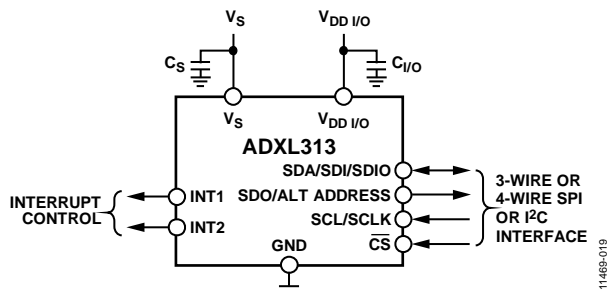 VS
VDD I/O
CS
CI/O
VS
VDD I/O
ADXL313
SDA/SDI/SDIO
SDO/ALT ADDRESS
SCL/SCLK
CS
INT1
INT2
GND
INTERRUPT
CONTROL
3-WIRE OR
4-WIRE SPI
OR I2C
INTERFACE
11469-019